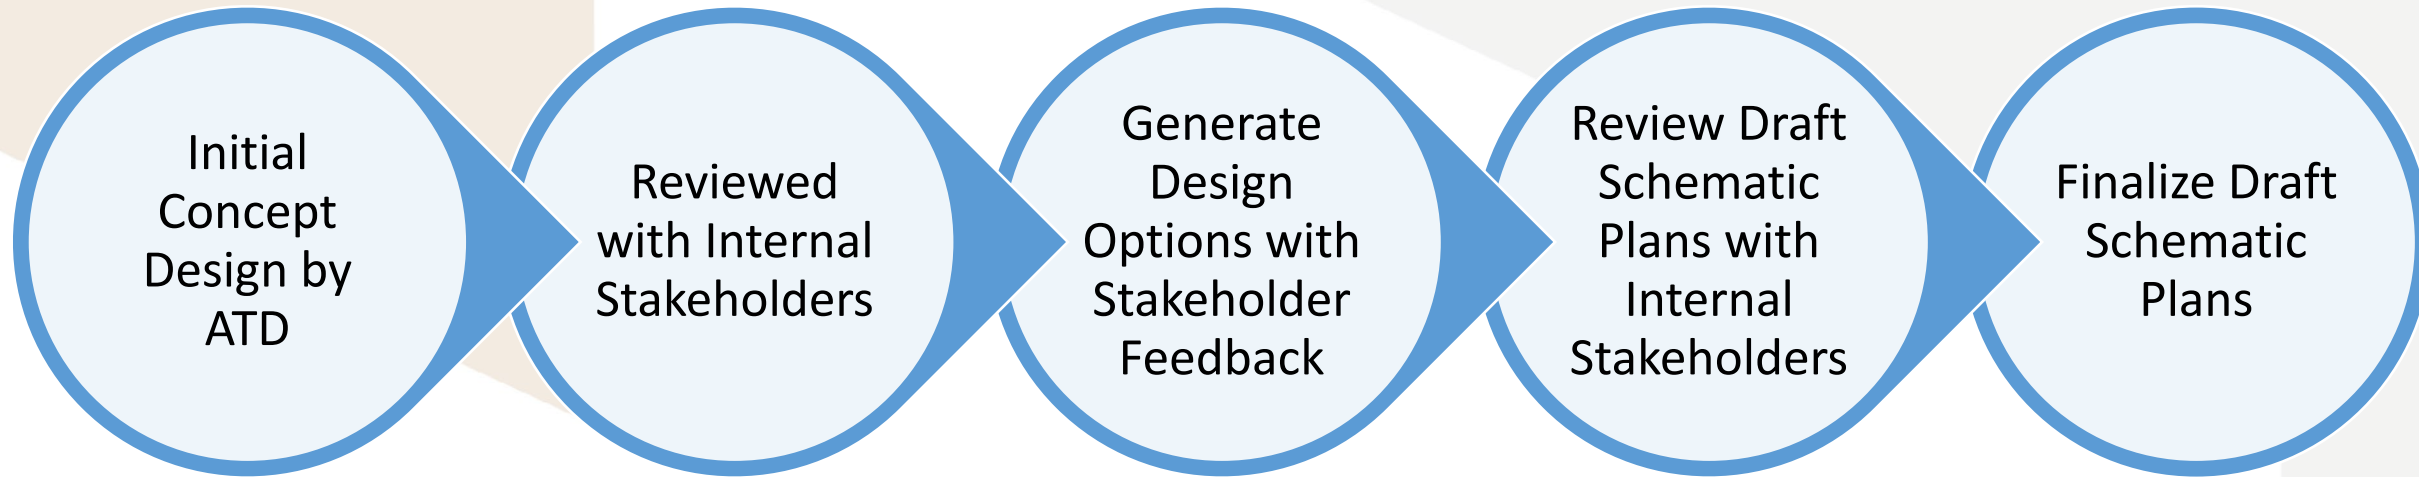 Initial
Concept
Design by
ATD
Reviewed
with Internal
Stakeholders
Generate
Design
Options with
Stakeholder
Feedback
Review Draft
Schematic
Plans with
Internal
Stakeholders
Finalize Draft
Schematic
Plans